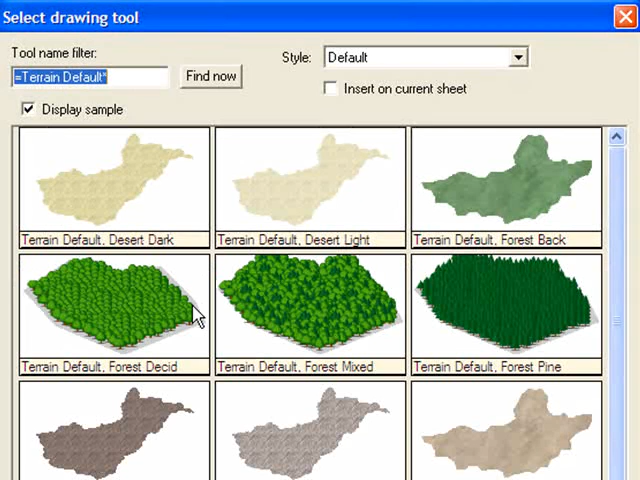 Select drawing tool
Tool name filter:
=Terrain Default*
Find now
Style:
Default
Insert on current sheet
Display sample
Terrain Default, Desert Dark
Terrain Default, Desert Light
Terrain Default, Forest Back
Terrain Default, Forest Decid
Terrain Default, Forest Mixed
Terrain Default, Forest Pine